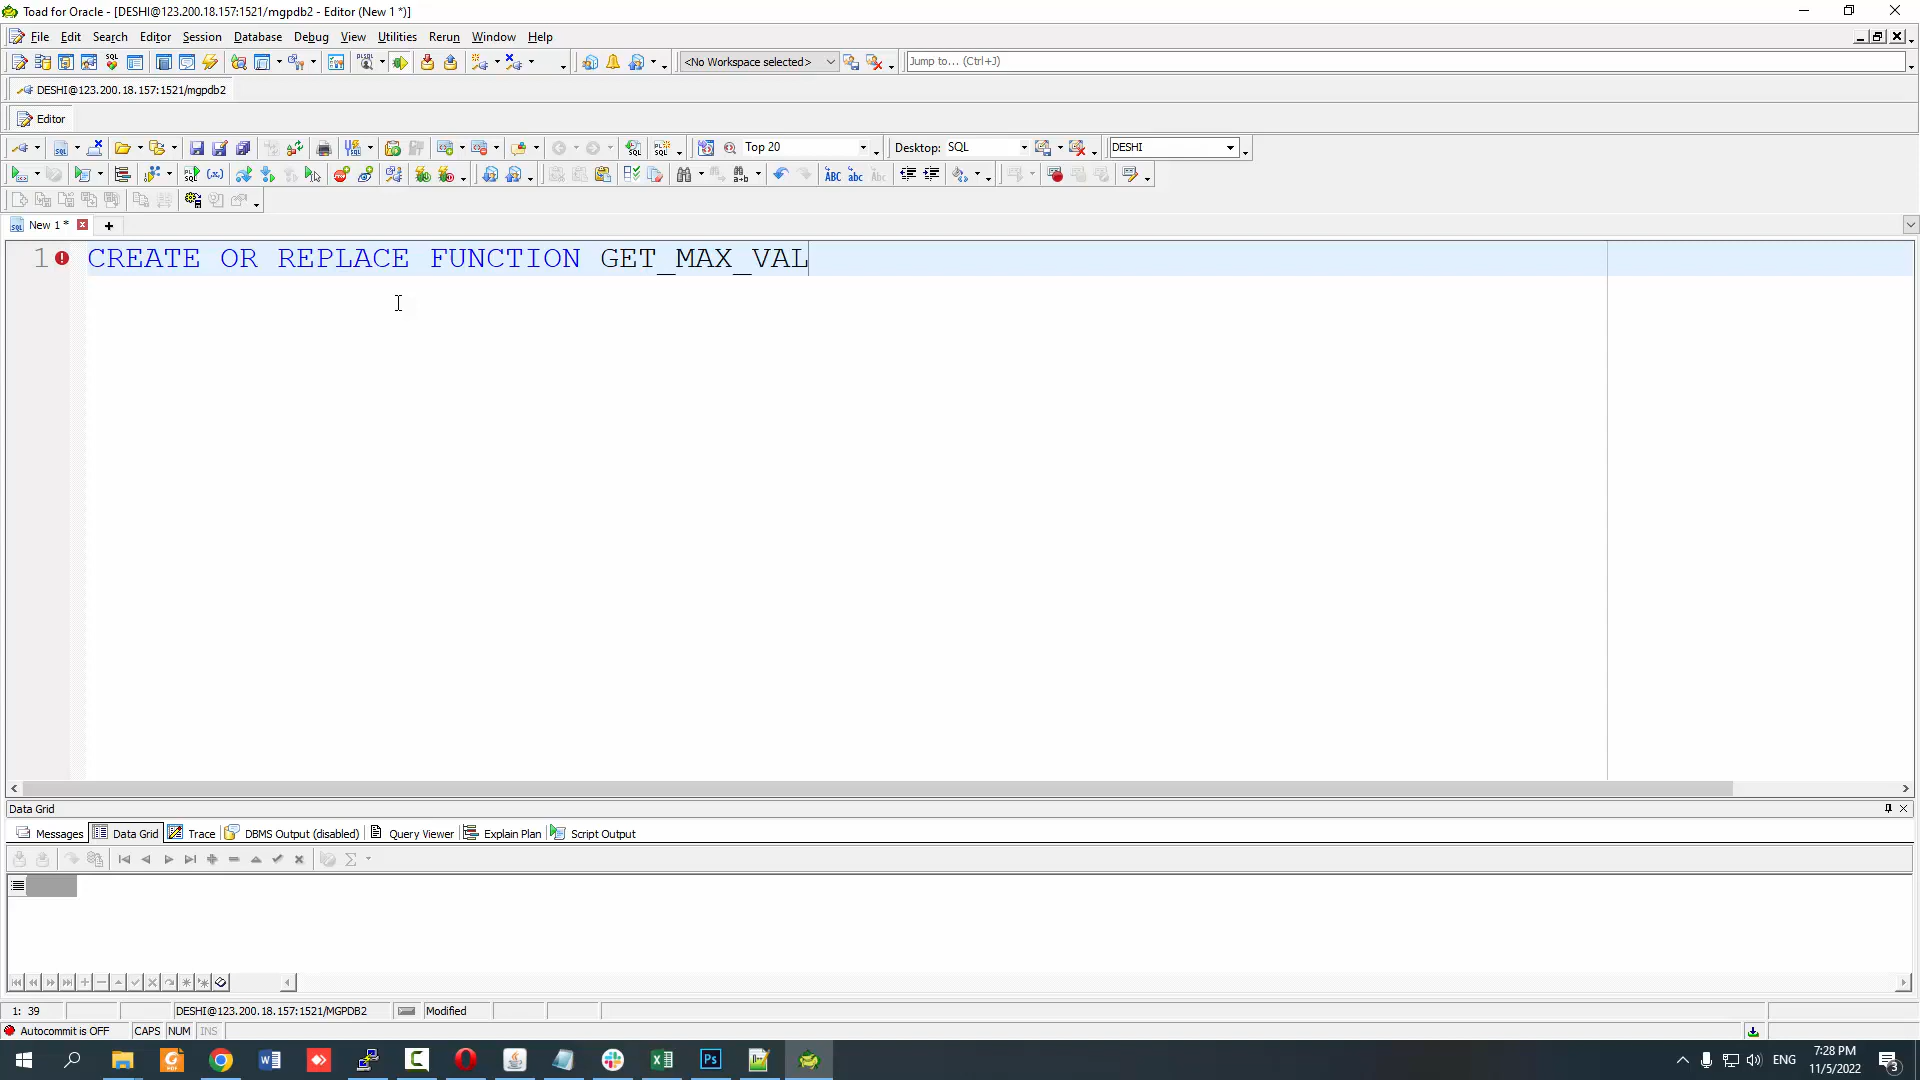 Toad for Oracle - [DESHI@123.200.18.157:1521/mgpdb2 - Editor (New 1 *)]
File Edit Search Editor Session Database Debug View Utilities Rerun Window Help
<No Workspace selected> Jump to... (Ctrl+J)
DESHI@123.200.18.157:1521/mgpdb2
Editor
Top 20 Desktop: SQL DESHI
New 1 *
1 CREATE OR REPLACE FUNCTION GET_MAX_VAL
Data Grid
Messages Data Grid Trace DBMS Output (disabled) Query Viewer Explain Plan Script Output
1: 39 DESHI@123.200.18.157:1521/MGPDB2 Modified
Autocommit is OFF CAPS NUM INS
ENG 7:28 PM
11/5/2022 3